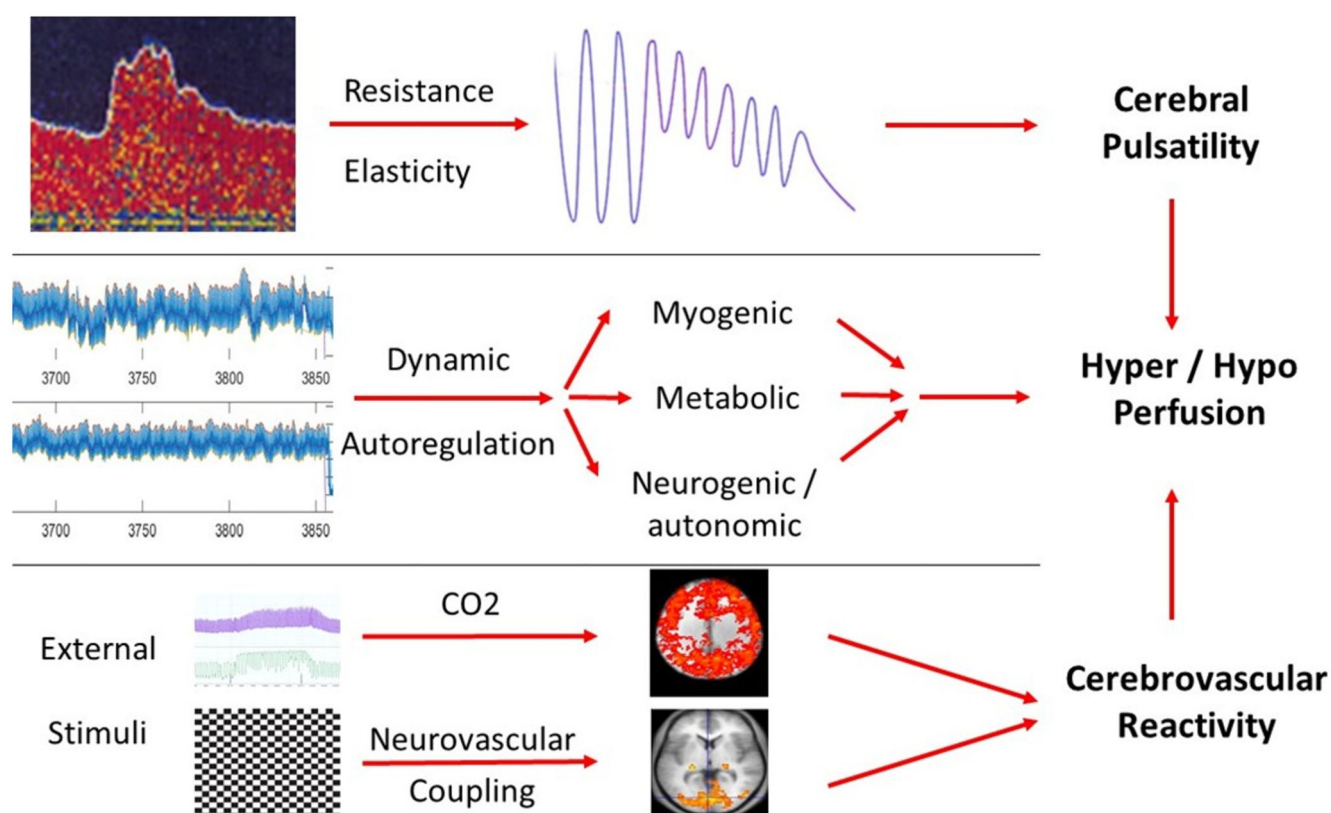 Resistance
Elasticity
Cerebral
Pulsatility
3700 3750 3800 3850
3700 3750 3800 3850
Dynamic
Autoregulation
Myogenic
Metabolic
Neurogenic /
autonomic
Hyper / Hypo
Perfusion
External
Stimuli
CO2
Neurovascular
Coupling
Cerebrovascular
Reactivity